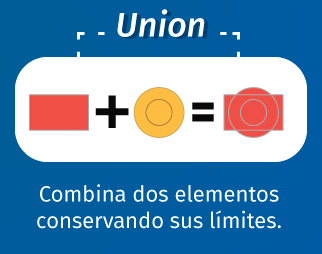 Union
+ =
Combina dos elementos
conservando sus límites.